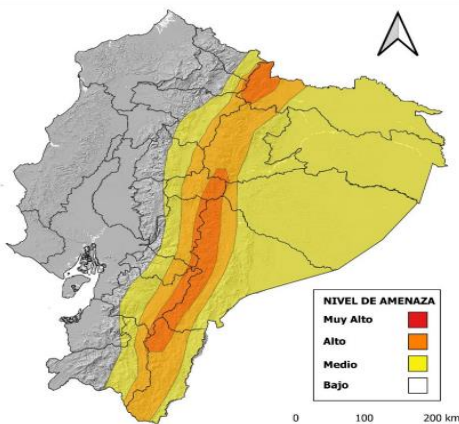 NIVEL DE AMENAZA
Muy Alto
Alto
Medio
Bajo
0 100 200 km